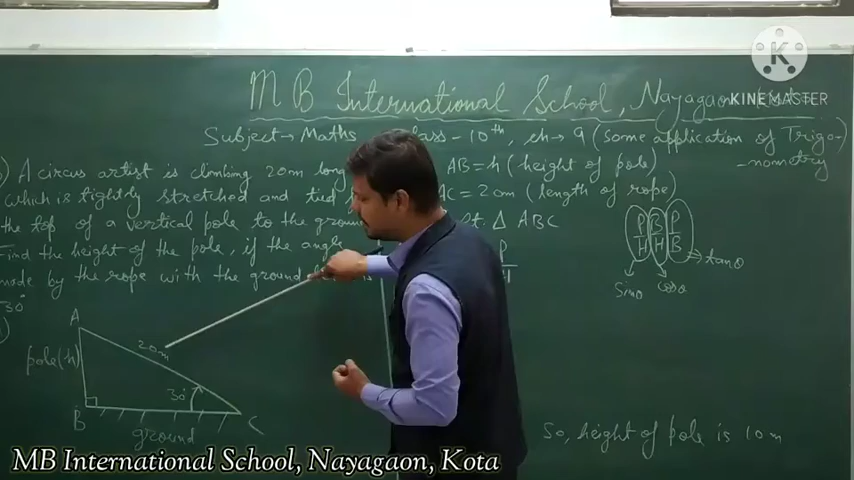 MB International School, Nayagaon
KINEMASTER
Subject → Maths class - 10th, ch → 9 (Some application of Trigo-
-nometry)
A circus artist is climbing 20m long
which is tightly stretched and tied
the top of a vertical pole to the ground
Find the height of the pole, if the angle
made by the rope with the ground is
30°
AB = h (height of pole)
AC = 20m (length of rope)
rt. Δ ABC
P
H
P B P
H H B
sinθ cosθ tanθ
A
20m
pole(h)
30°
B C
ground
So, height of pole is 10m
MB International School, Nayagaon, Kota